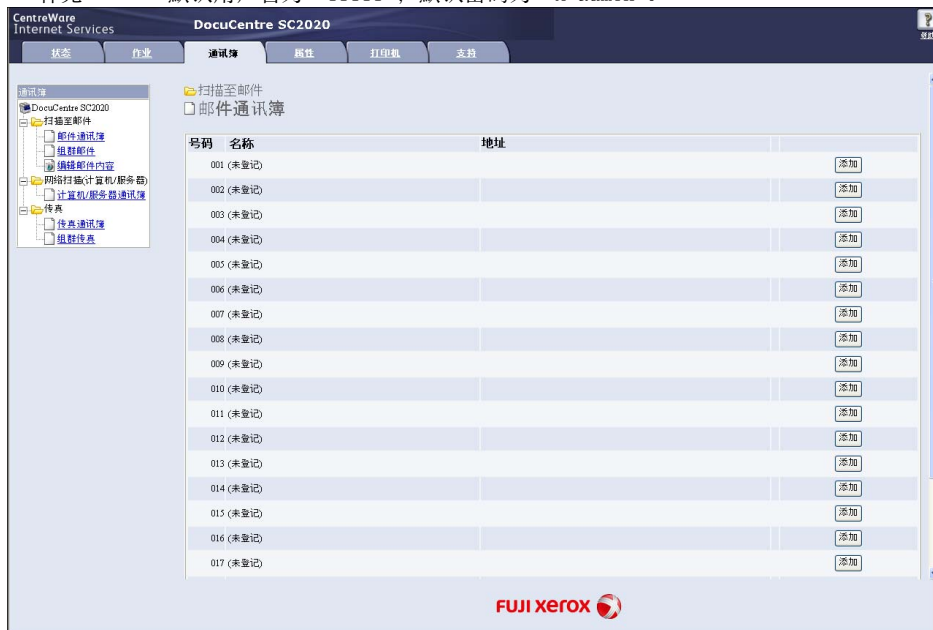 CentreWare
Internet Services
DocuCentre SC2020
状态 作业 通讯簿 属性 打印机 支持
通讯簿
DocuCentre SC2020
扫描至邮件
邮件通讯簿
组群邮件
编辑邮件内容
网络扫描(计算机/服务器)
计算机/服务器通讯簿
传真
传真通讯簿
组群传真
扫描至邮件
邮件通讯簿
号码 名称 地址
001 (未登记) 添加
002 (未登记) 添加
003 (未登记) 添加
004 (未登记) 添加
005 (未登记) 添加
006 (未登记) 添加
007 (未登记) 添加
008 (未登记) 添加
009 (未登记) 添加
010 (未登记) 添加
011 (未登记) 添加
012 (未登记) 添加
013 (未登记) 添加
014 (未登记) 添加
015 (未登记) 添加
016 (未登记) 添加
017 (未登记) 添加
FUJI xerox